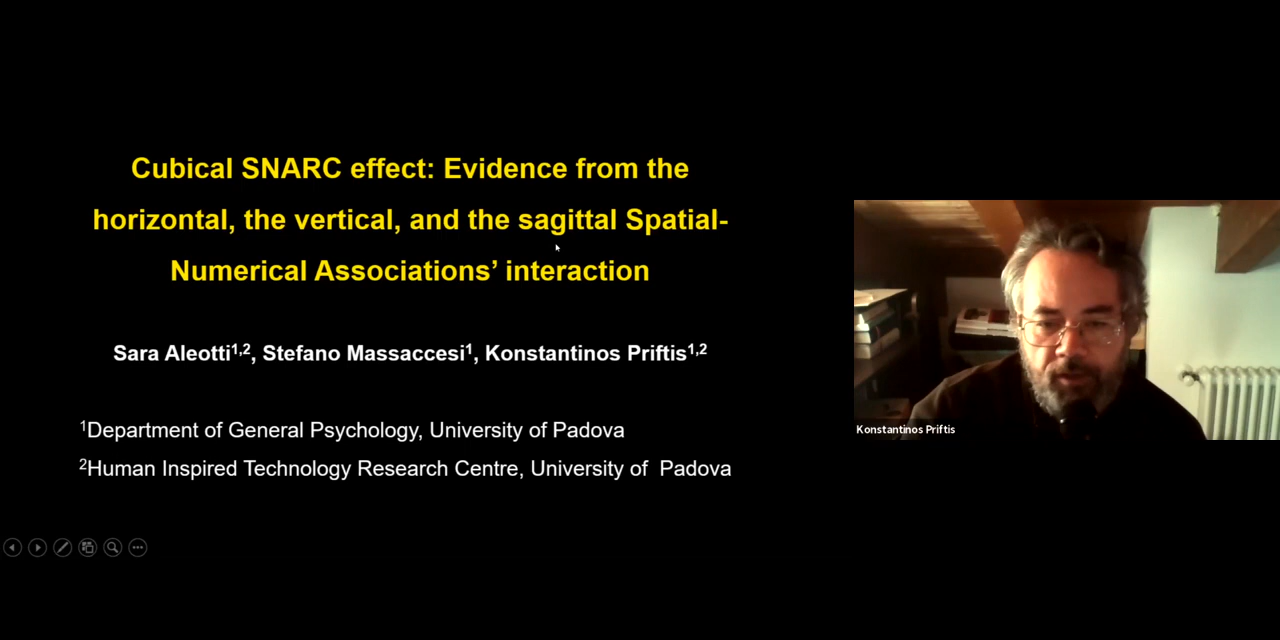 Cubical SNARC effect: Evidence from the
horizontal, the vertical, and the sagittal Spatial-
Numerical Associations’ interaction
Sara Aleotti1,2, Stefano Massaccesi1, Konstantinos Priftis1,2
1Department of General Psychology, University of Padova
2Human Inspired Technology Research Centre, University of  Padova
Konstantinos Priftis